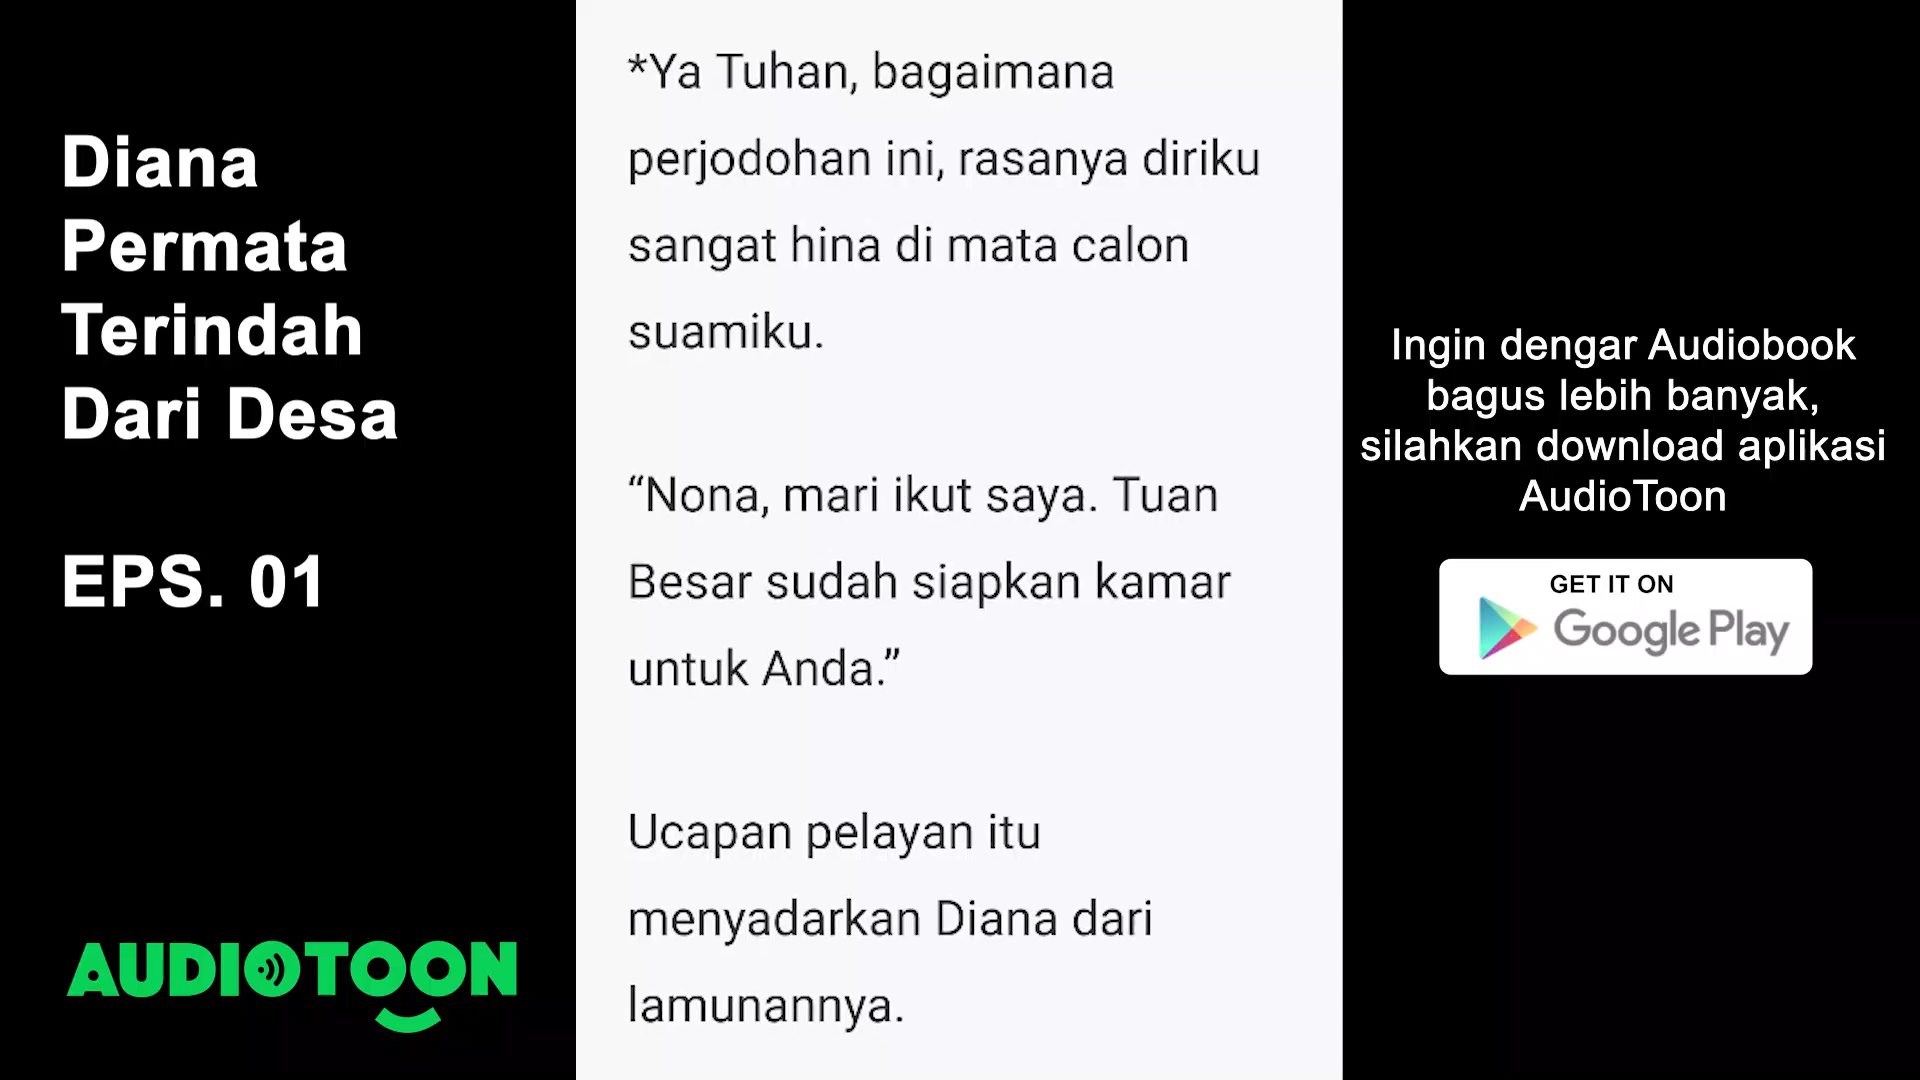 Diana
Permata
Terindah
Dari Desa
EPS. 01
AUDIOTOON
*Ya Tuhan, bagaimana
perjodohan ini, rasanya diriku
sangat hina di mata calon
suamiku.
“Nona, mari ikut saya. Tuan
Besar sudah siapkan kamar
untuk Anda.”
Ucapan pelayan itu
menyadarkan Diana dari
lamunannya.
Ingin dengar Audiobook
bagus lebih banyak,
silahkan download aplikasi
AudioToon
GET IT ON
Google Play